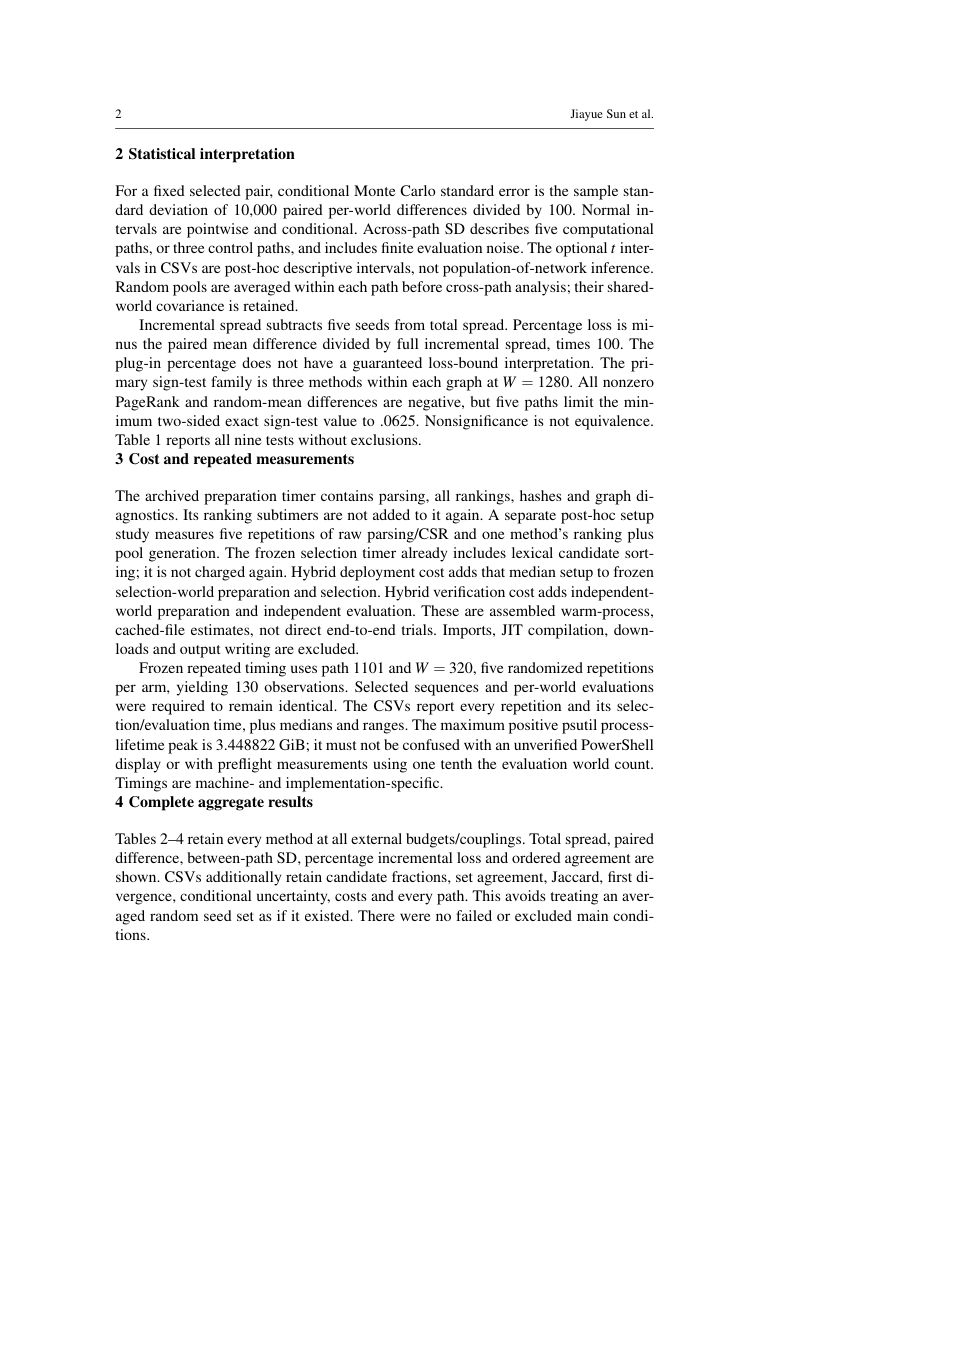 2 Jiayue Sun et al.
2 Statistical interpretation
For a fixed selected pair, conditional Monte Carlo standard error is the sample stan-
dard deviation of 10,000 paired per-world differences divided by 100. Normal in-
tervals are pointwise and conditional. Across-path SD describes five computational
paths, or three control paths, and includes finite evaluation noise. The optional t inter-
vals in CSVs are post-hoc descriptive intervals, not population-of-network inference.
Random pools are averaged within each path before cross-path analysis; their shared-
world covariance is retained.
Incremental spread subtracts five seeds from total spread. Percentage loss is mi-
nus the paired mean difference divided by full incremental spread, times 100. The
plug-in percentage does not have a guaranteed loss-bound interpretation. The pri-
mary sign-test family is three methods within each graph at W = 1280. All nonzero
PageRank and random-mean differences are negative, but five paths limit the min-
imum two-sided exact sign-test value to .0625. Nonsignificance is not equivalence.
Table 1 reports all nine tests without exclusions.
3 Cost and repeated measurements
The archived preparation timer contains parsing, all rankings, hashes and graph di-
agnostics. Its ranking subtimers are not added to it again. A separate post-hoc setup
study measures five repetitions of raw parsing/CSR and one method's ranking plus
pool generation. The frozen selection timer already includes lexical candidate sort-
ing; it is not charged again. Hybrid deployment cost adds that median setup to frozen
selection-world preparation and selection. Hybrid verification cost adds independent-
world preparation and independent evaluation. These are assembled warm-process,
cached-file estimates, not direct end-to-end trials. Imports, JIT compilation, down-
loads and output writing are excluded.
Frozen repeated timing uses path 1101 and W = 320, five randomized repetitions
per arm, yielding 130 observations. Selected sequences and per-world evaluations
were required to remain identical. The CSVs report every repetition and its selec-
tion/evaluation time, plus medians and ranges. The maximum positive psutil process-
lifetime peak is 3.448822 GiB; it must not be confused with an unverified PowerShell
display or with preflight measurements using one tenth the evaluation world count.
Timings are machine- and implementation-specific.
4 Complete aggregate results
Tables 2–4 retain every method at all external budgets/couplings. Total spread, paired
difference, between-path SD, percentage incremental loss and ordered agreement are
shown. CSVs additionally retain candidate fractions, set agreement, Jaccard, first di-
vergence, conditional uncertainty, costs and every path. This avoids treating an aver-
aged random seed set as if it existed. There were no failed or excluded main condi-
tions.